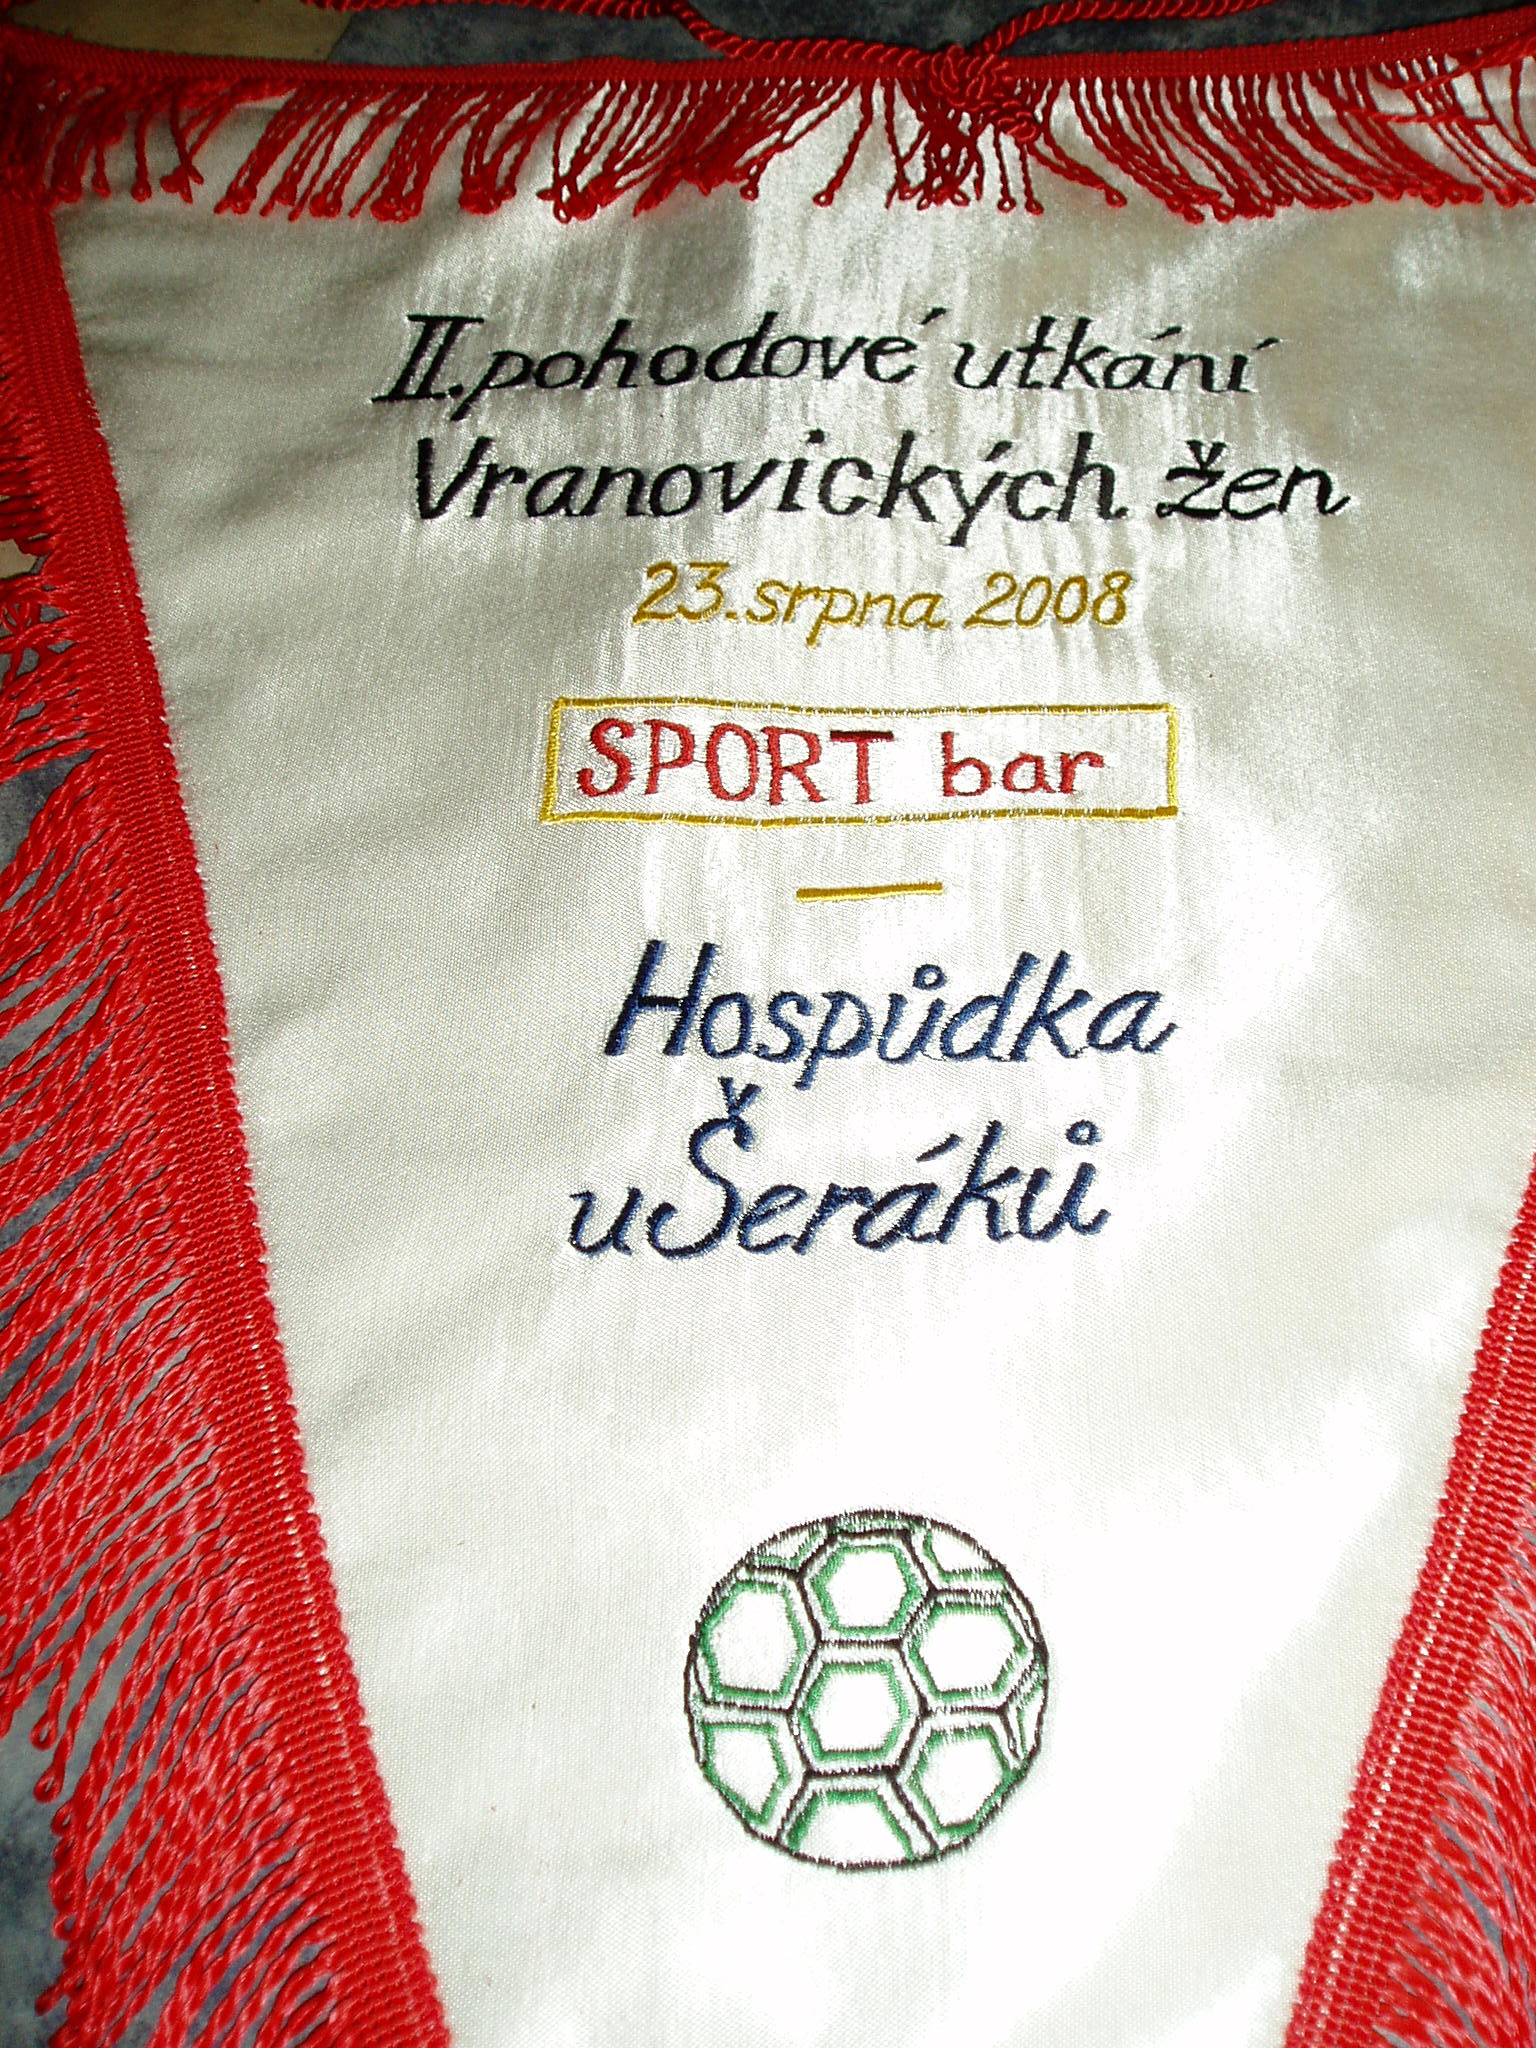 II. pohodové utkání
Vranovických žen
23. srpna 2008
SPORT bar
Hospůdka
u Šeráků